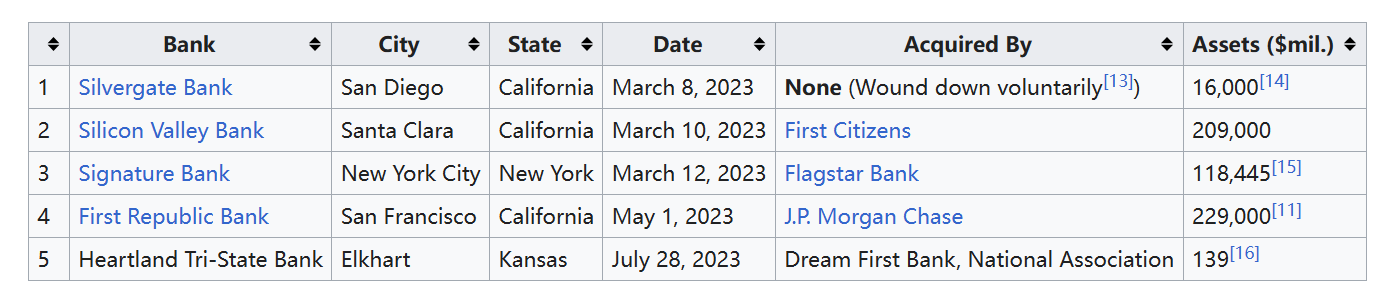 Bank City State Date Acquired By Assets ($mil.)
1 Silvergate Bank San Diego California March 8, 2023 None (Wound down voluntarily[13]) 16,000[14]
2 Silicon Valley Bank Santa Clara California March 10, 2023 First Citizens 209,000
3 Signature Bank New York City New York March 12, 2023 Flagstar Bank 118,445[15]
4 First Republic Bank San Francisco California May 1, 2023 J.P. Morgan Chase 229,000[11]
5 Heartland Tri-State Bank Elkhart Kansas July 28, 2023 Dream First Bank, National Association 139[16]